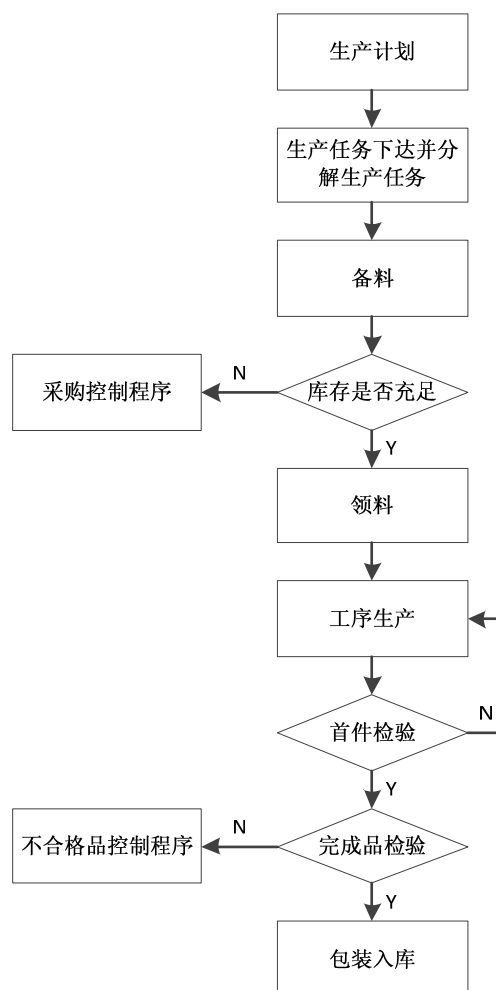 生产计划
生产任务下达并分
解生产任务
备料
采购控制程序
N
库存是否充足
Y
领料
工序生产
首件检验
N
Y
不合格品控制程序
N
完成品检验
Y
包装入库